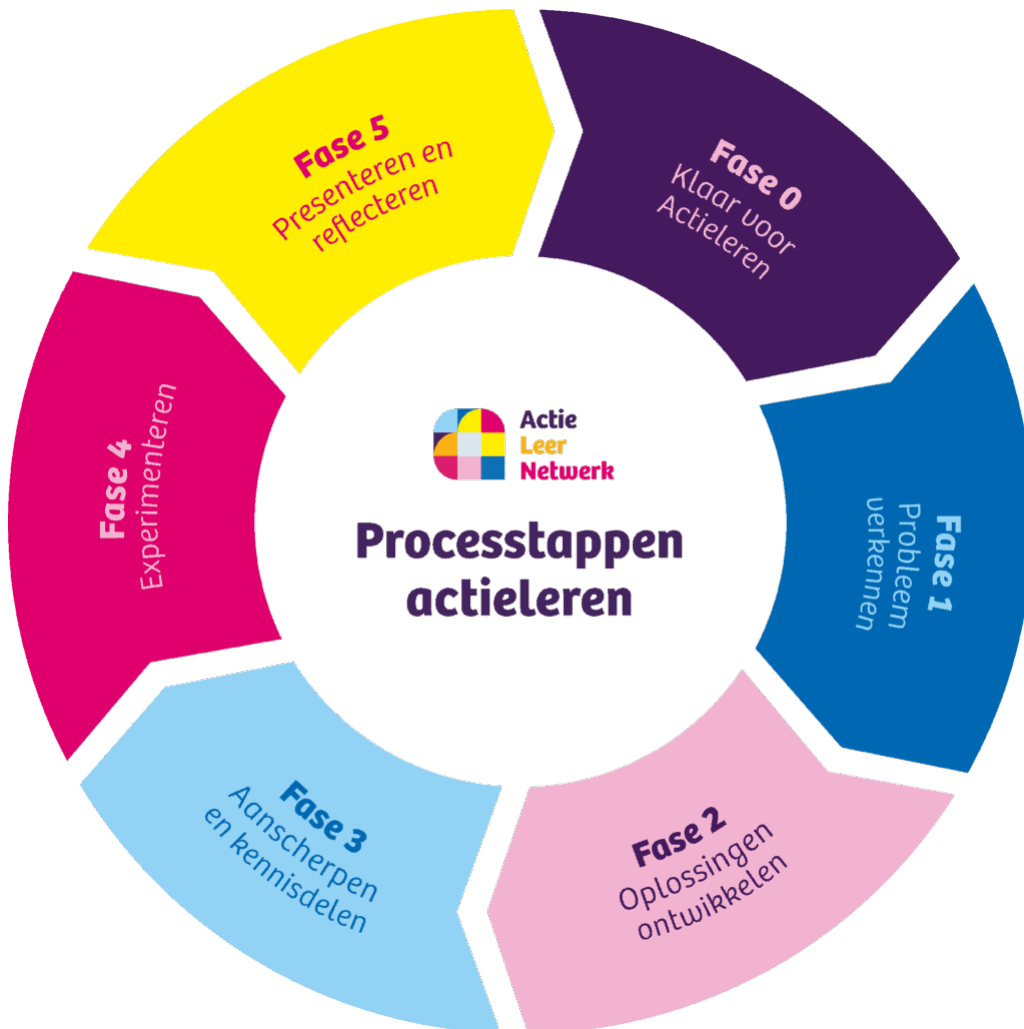 Actie
Leer
Netwerk
Processtappen
actieleren
Fase 0
Klaar voor
Actieleren
Fase 1
Probleem
verkennen
Fase 2
Oplossingen
ontwikkelen
Fase 3
Aanscherpen
en kennisdelen
Fase 4
Experimenteren
Fase 5
Presenteren en
reflecteren